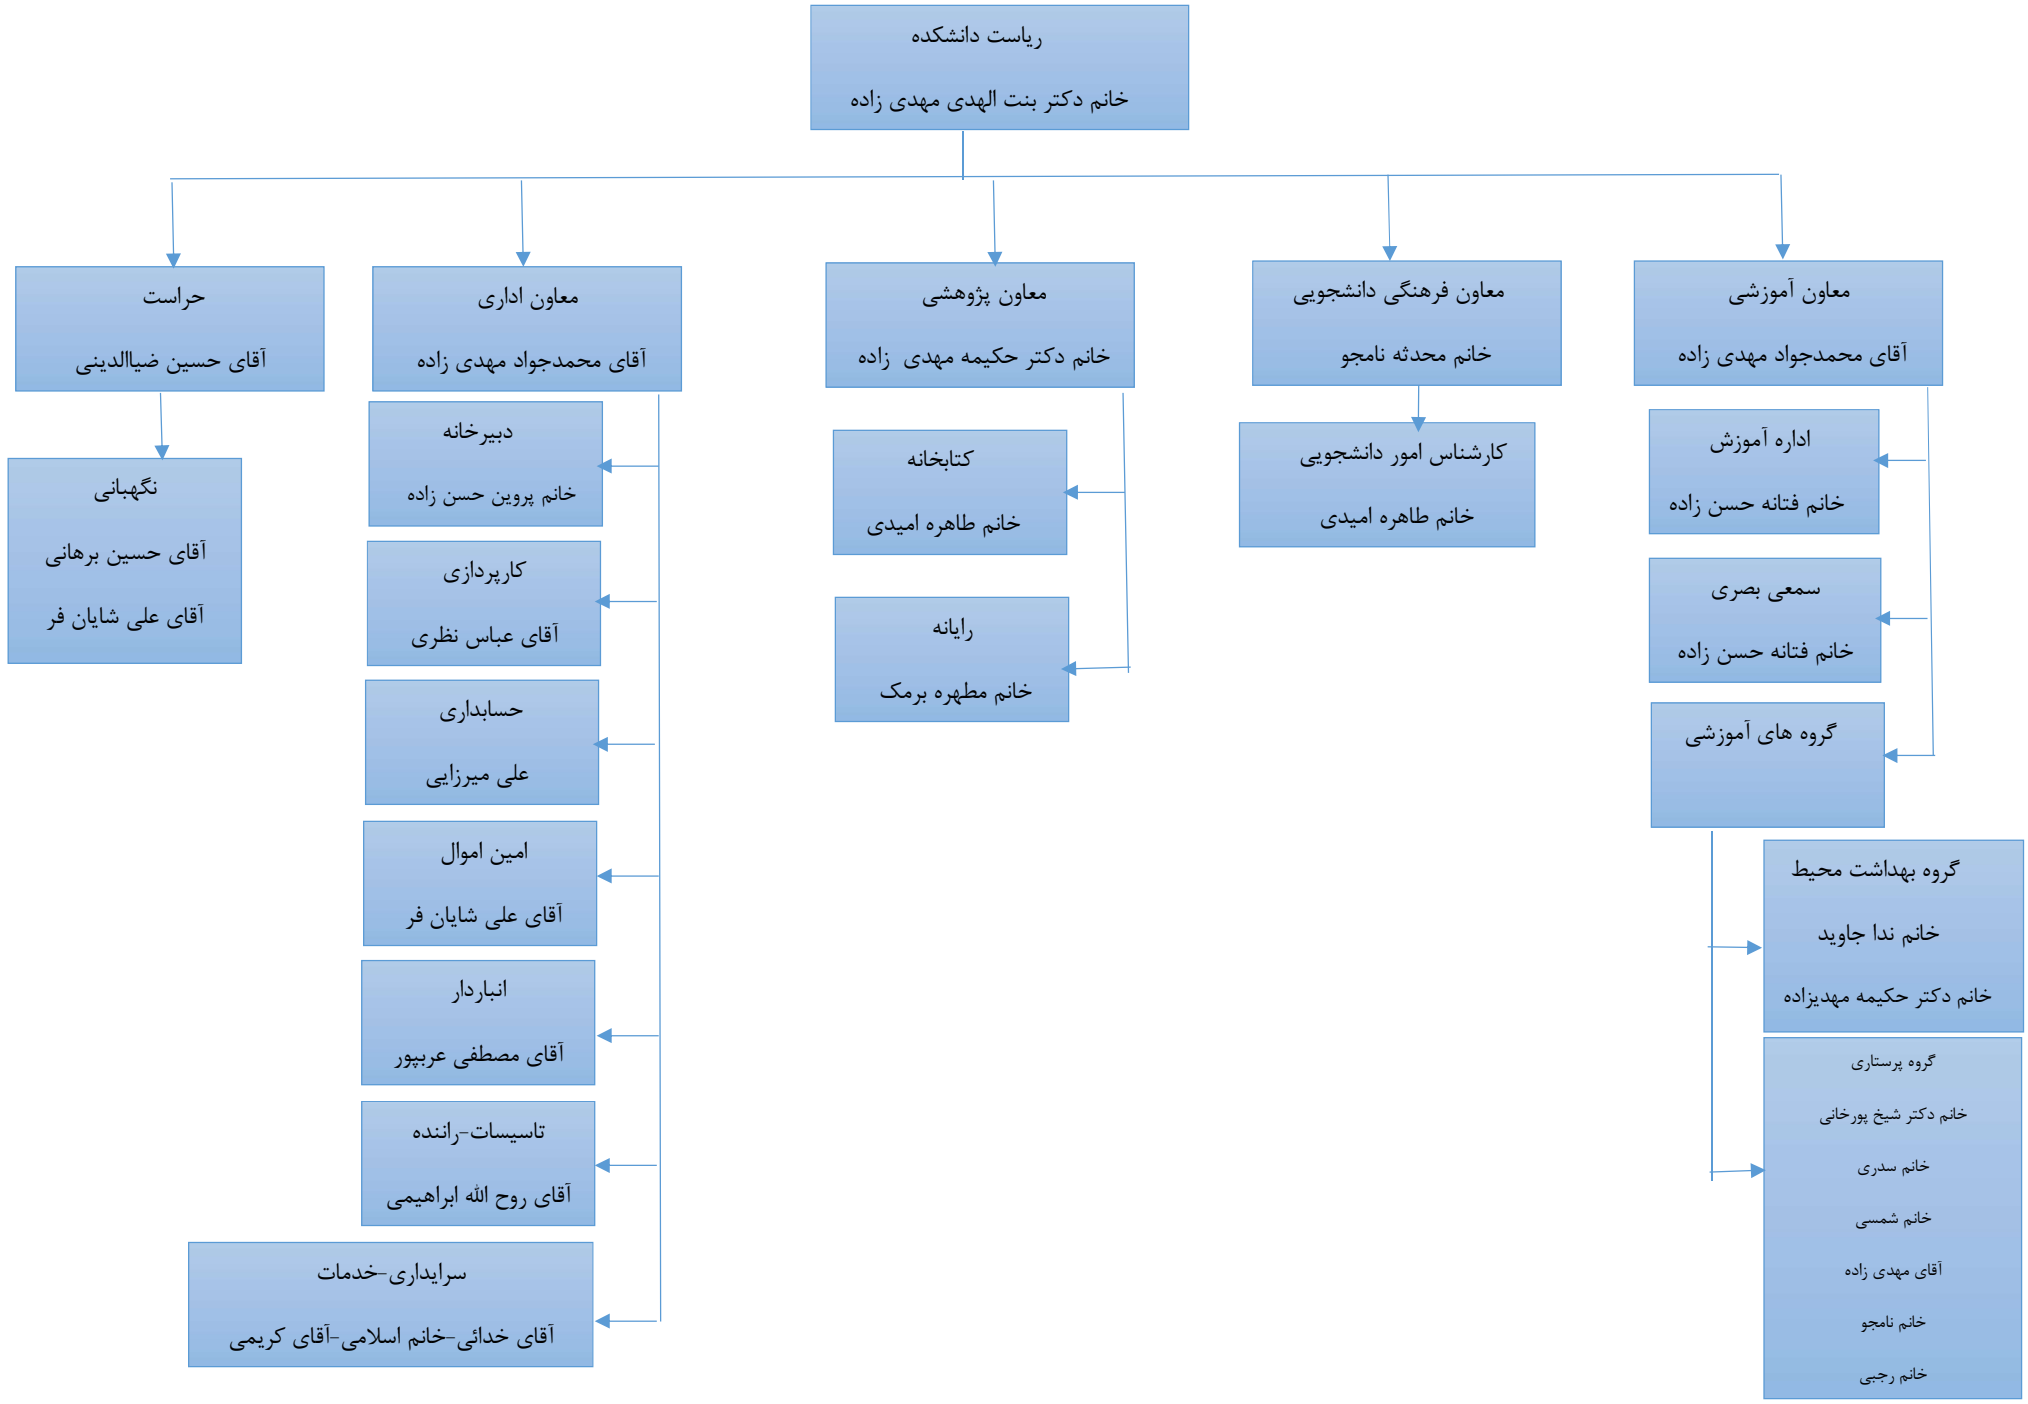 ریاست دانشکده
خانم دکتر بنت الهدی مهدی زاده
معاون آموزشی
آقای محمدجواد مهدی زاده
اداره آموزش
خانم فتانه حسن زاده
سمعی بصری
خانم فتانه حسن زاده
گروه های آموزشی
گروه بهداشت محیط
خانم ندا جاوید
خانم دکتر حکیمه مهدیزاده
گروه پرستاری
خانم دکتر شیخ پورخانی
خانم سدری
خانم شمسی
آقای مهدی زاده
خانم نامجو
خانم رجبی
معاون فرهنگی دانشجویی
خانم محدثه نامجو
کارشناس امور دانشجویی
خانم طاهره امیدی
معاون پژوهشی
خانم دکتر حکیمه مهدی زاده
کتابخانه
خانم طاهره امیدی
رایانه
خانم مطهره برمک
معاون اداری
آقای محمدجواد مهدی زاده
دبیرخانه
خانم پروین حسن زاده
کارپردازی
آقای عباس نظری
حسابداری
علی میرزایی
امین اموال
آقای علی شایان فر
انباردار
آقای مصطفی عربپور
تاسیسات-راننده
آقای روح الله ابراهیمی
سرایداری-خدمات
آقای خدائی-خانم اسلامی-آقای کریمی
حراست
آقای حسین ضیاالدینی
نگهبانی
آقای حسین برهانی
آقای علی شایان فر